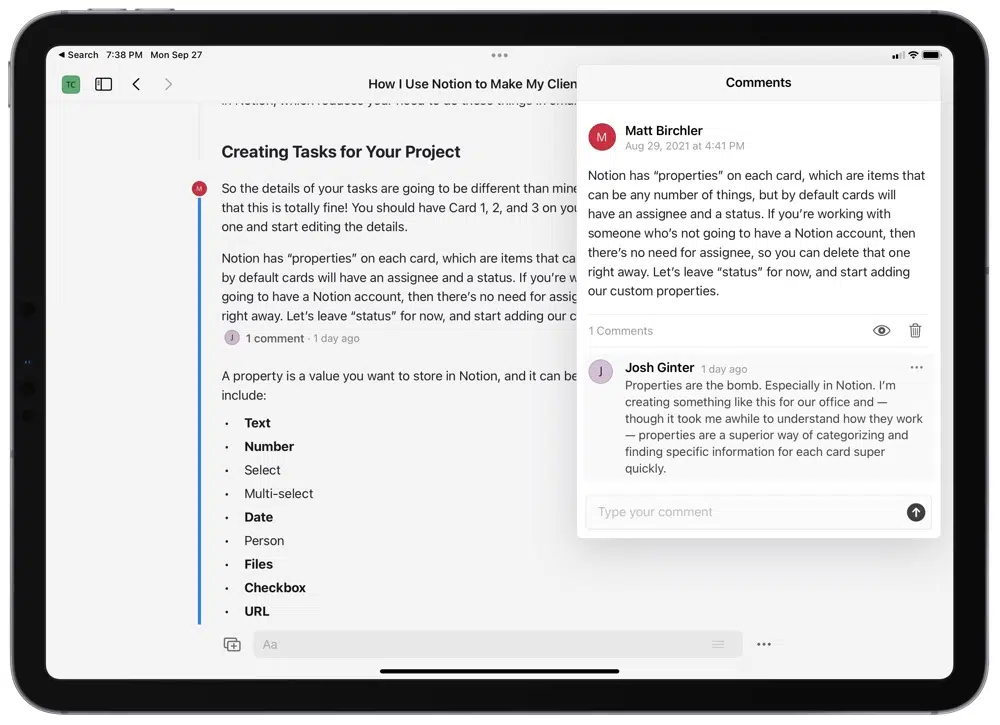 Search 7:38 PM Mon Sep 27
TC
How I Use Notion to Make My Clien
Creating Tasks for Your Project
M
So the details of your tasks are going to be different than mine
that this is totally fine! You should have Card 1, 2, and 3 on you
one and start editing the details.
Notion has “properties” on each card, which are items that ca
by default cards will have an assignee and a status. If you’re w
going to have a Notion account, then there’s no need for assig
right away. Let’s leave “status” for now, and start adding our c
J 1 comment · 1 day ago
A property is a value you want to store in Notion, and it can be
include:
• Text
• Number
• Select
• Multi-select
• Date
• Person
• Files
• Checkbox
• URL
Aa
Comments
M
Matt Birchler
Aug 29, 2021 at 4:41 PM
Notion has “properties” on each card, which are items that
can be any number of things, but by default cards will
have an assignee and a status. If you’re working with
someone who’s not going to have a Notion account, then
there’s no need for assignee, so you can delete that one
right away. Let’s leave “status” for now, and start adding
our custom properties.
1 Comments
J
Josh Ginter 1 day ago
Properties are the bomb. Especially in Notion. I’m
creating something like this for our office and —
though it took me awhile to understand how they work
— properties are a superior way of categorizing and
finding specific information for each card super
quickly.
Type your comment